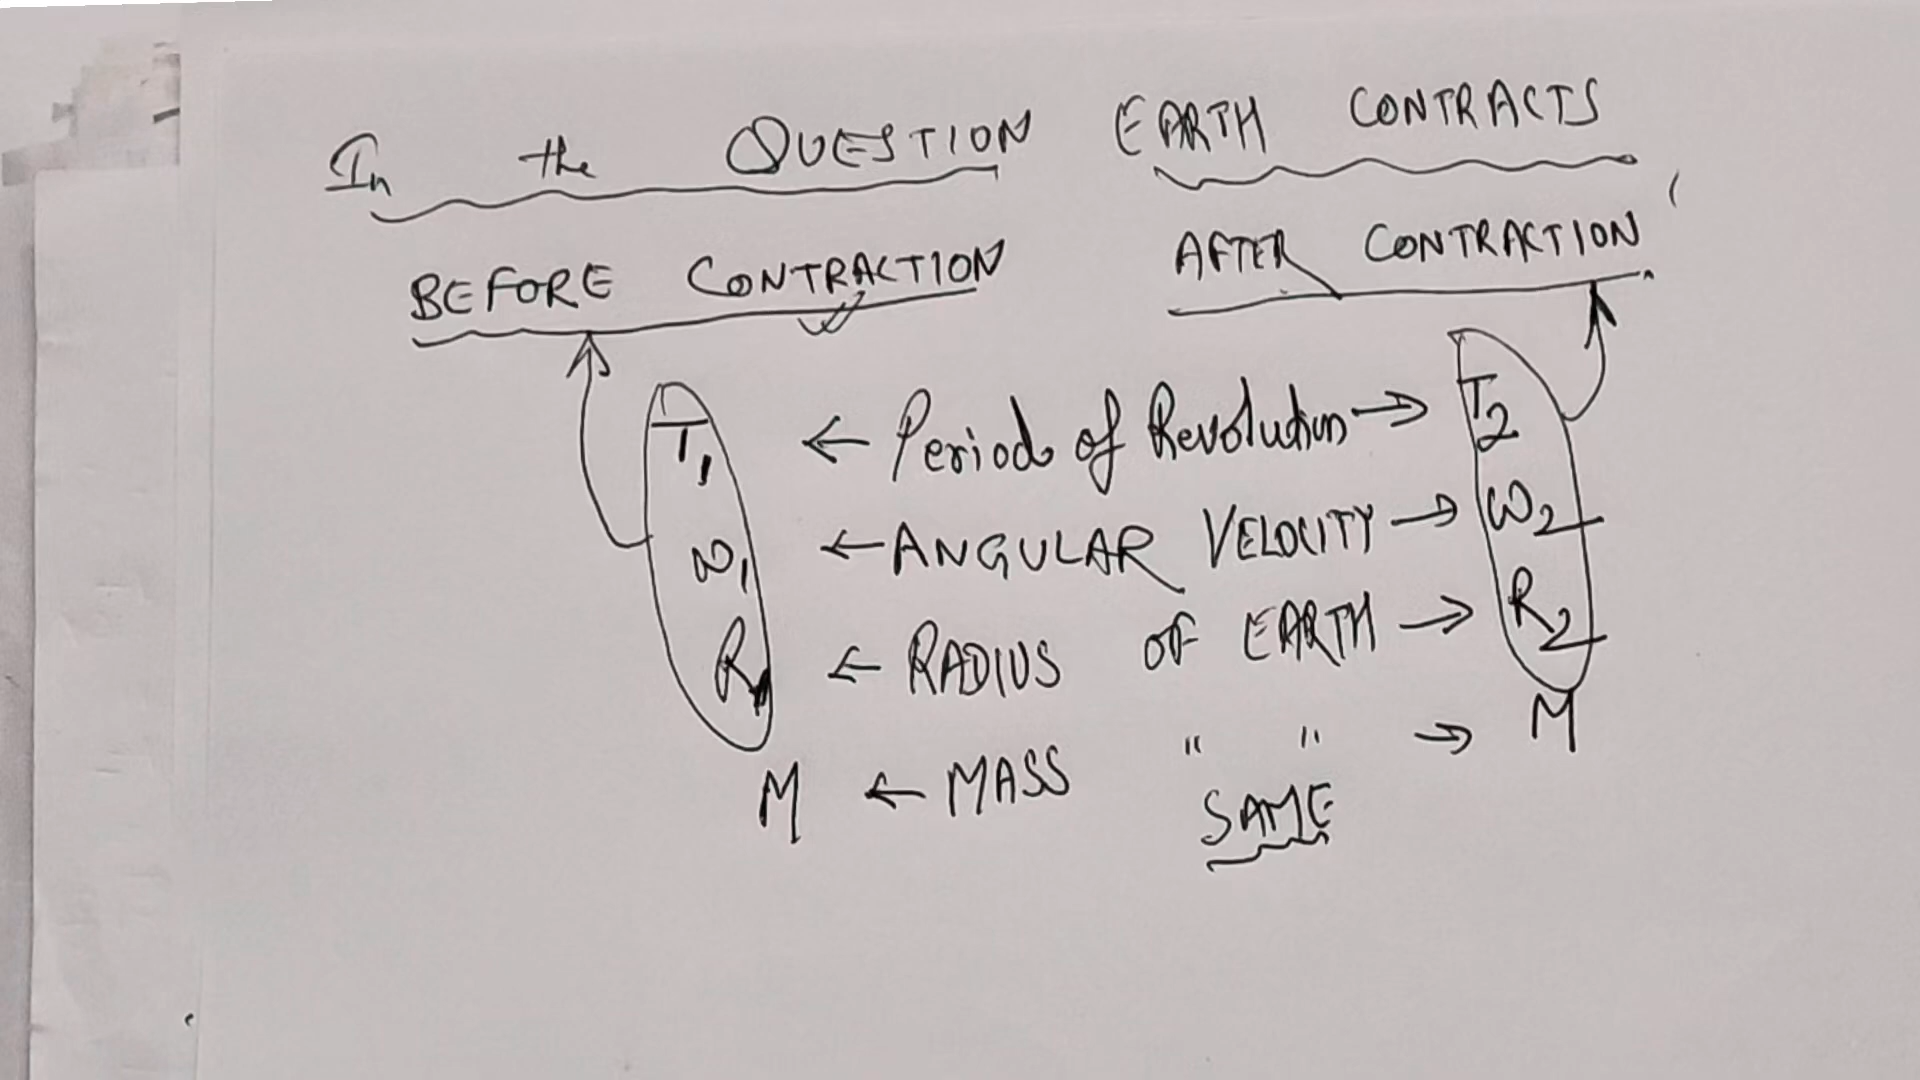 In the QUESTION EARTH CONTRACTS
BEFORE CONTRACTION AFTER CONTRACTION
T1 ← Period of Revolution → T2
ω1 ← ANGULAR VELOCITY → ω2
R1 ← RADIUS OF EARTH → R2
M ← MASS " " → M
SAME